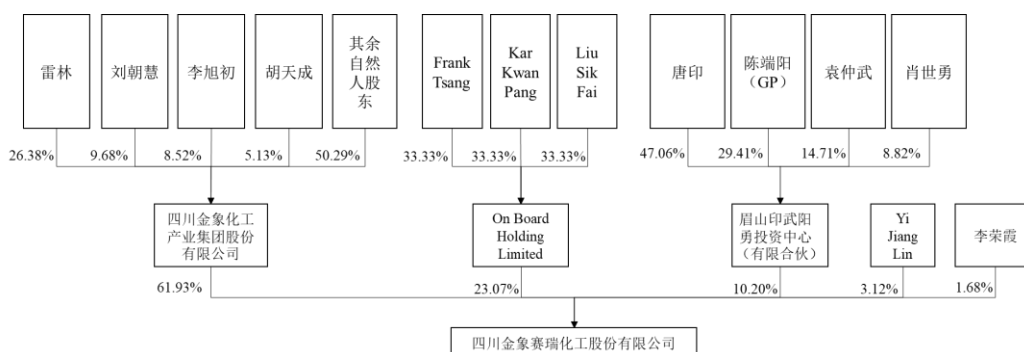 雷林
刘朝慧
李旭初
胡天成
其余
自然
人股
东
Frank
Tsang
Kar
Kwan
Pang
Liu
Sik
Fai
唐印
陈端阳
（GP）
袁仲武
肖世勇
26.38%
9.68%
8.52%
5.13%
50.29%
33.33%
33.33%
33.33%
47.06%
29.41%
14.71%
8.82%
四川金象化工
产业集团股份
有限公司
On Board
Holding
Limited
眉山印武阳
勇投资中心
（有限合伙）
Yi
Jiang
Lin
李荣霞
61.93%
23.07%
10.20%
3.12%
1.68%
四川金象赛瑞化工股份有限公司